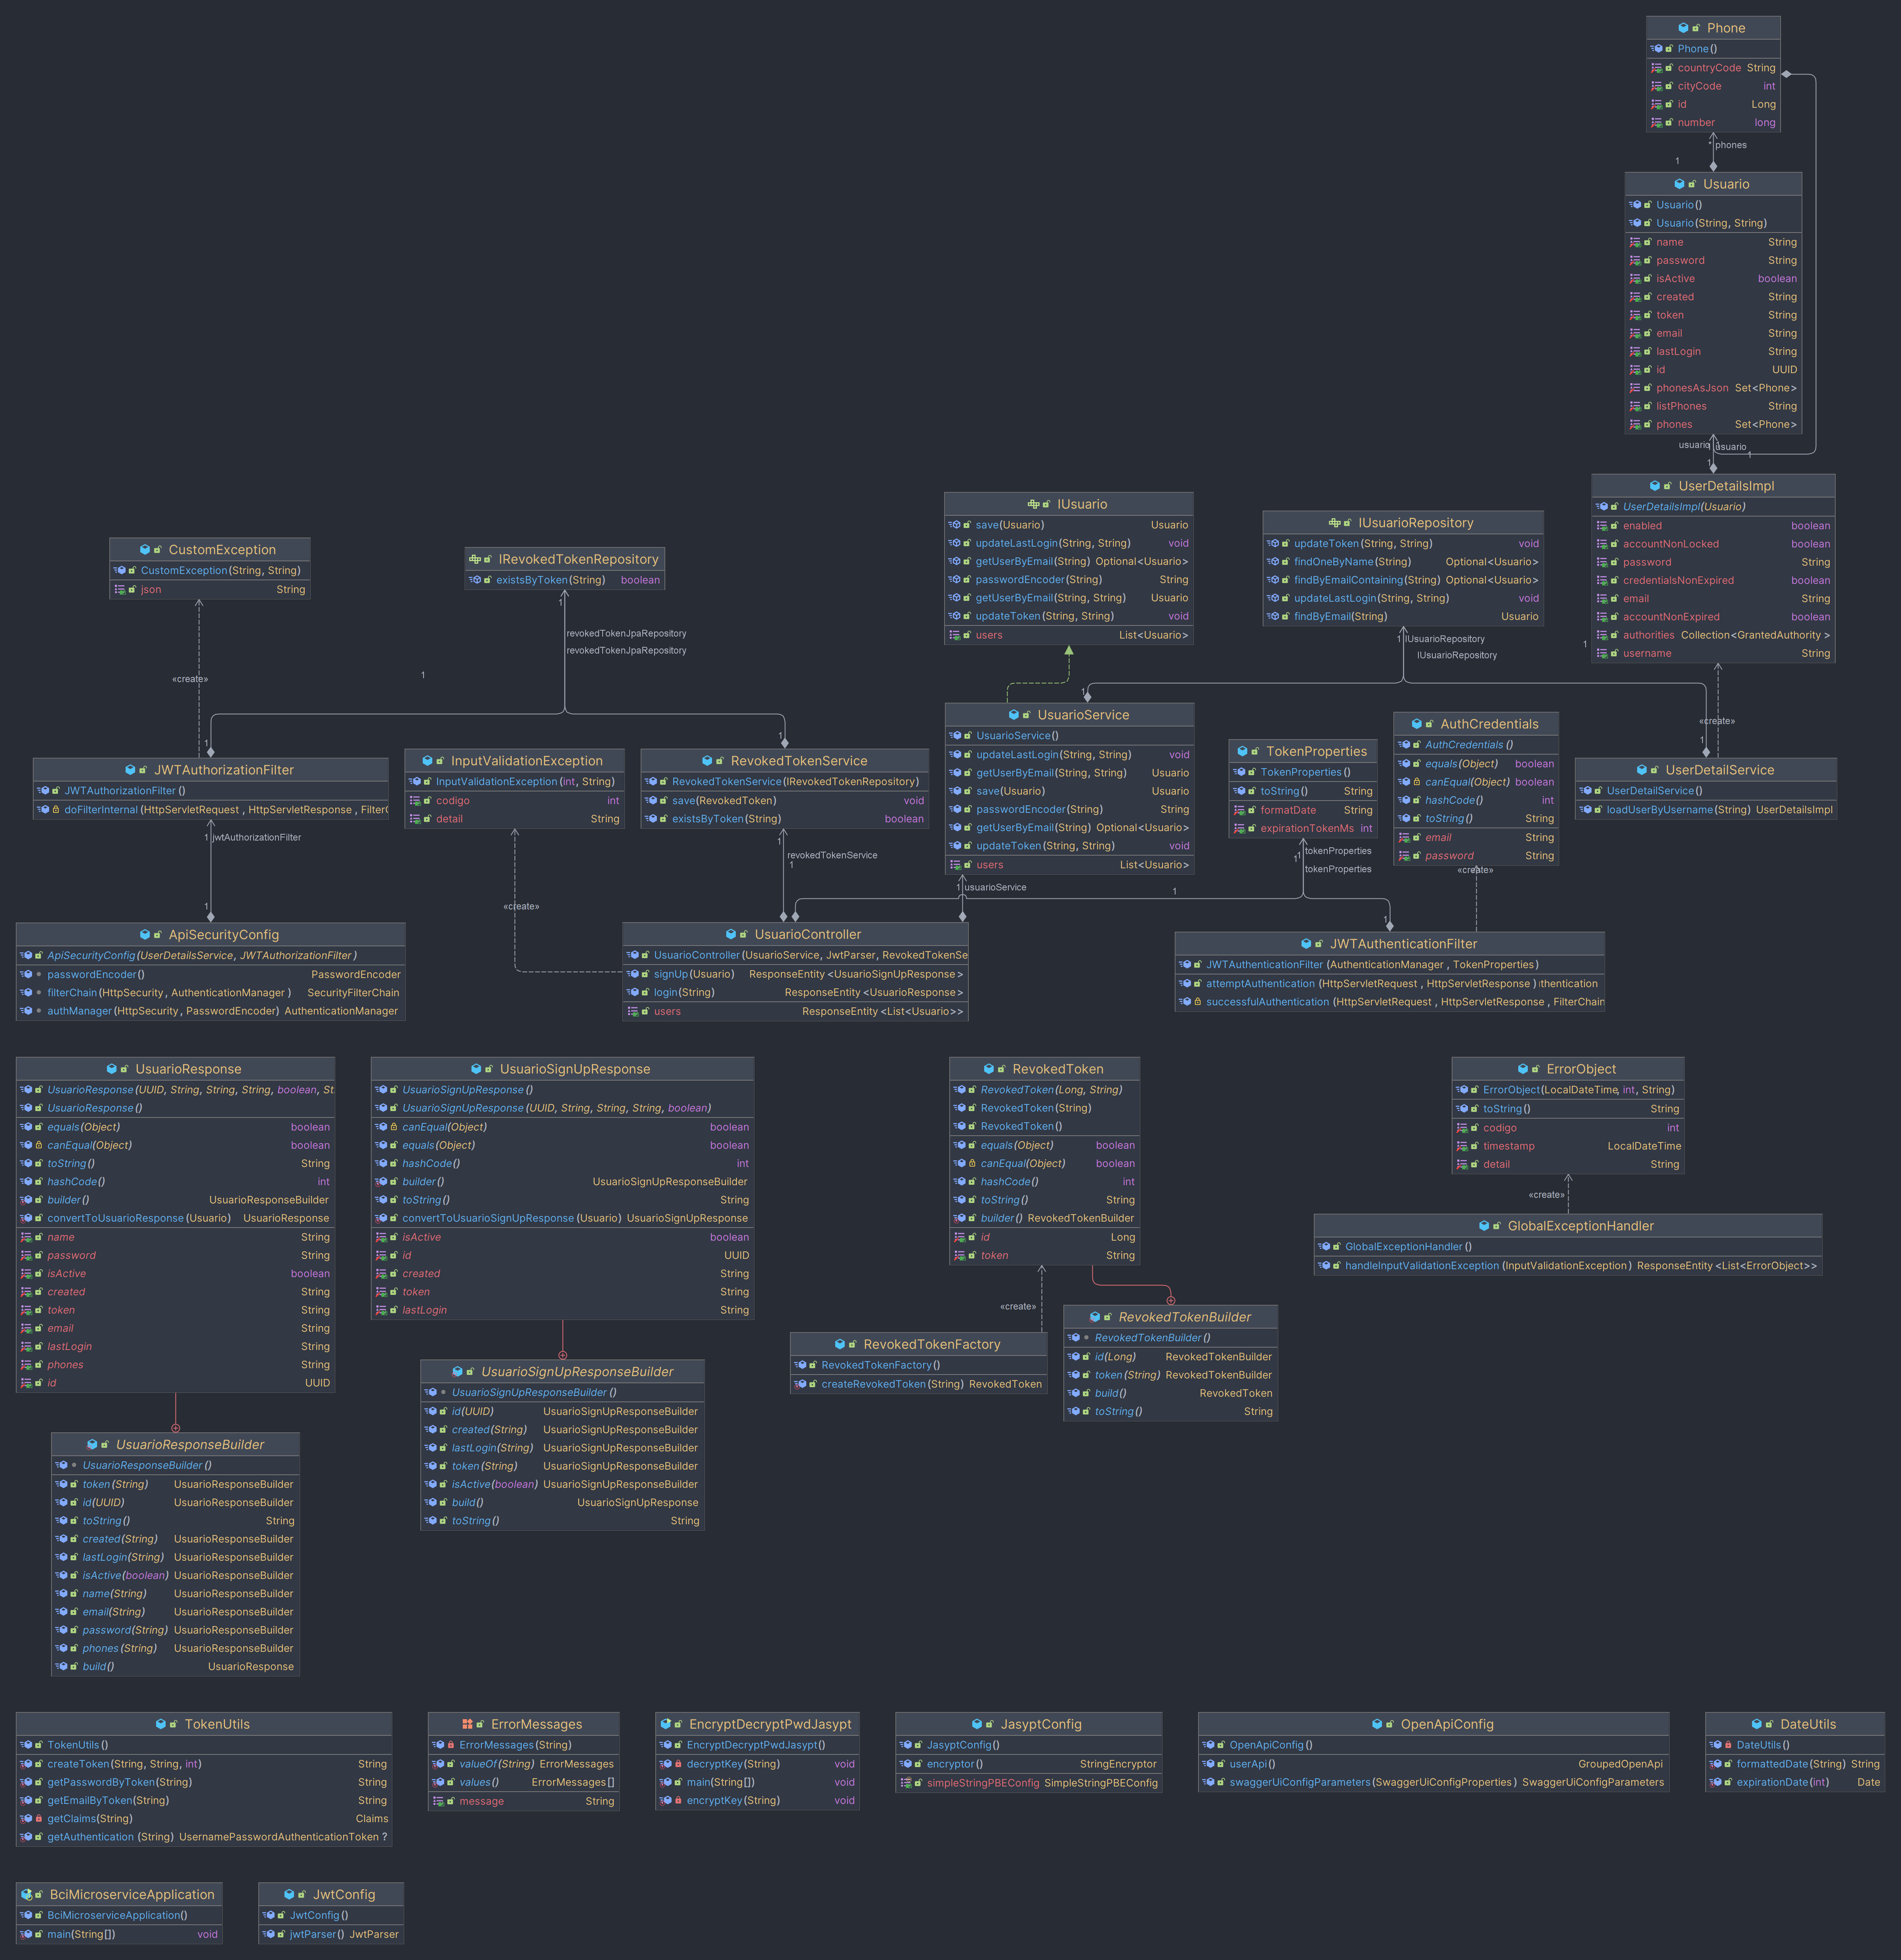 Phone
Phone()
countryCode String
cityCode int
id Long
number long
* phones
1
Usuario
Usuario()
Usuario(String, String)
name String
password String
isActive boolean
created String
token String
email String
lastLogin String
id UUID
phonesAsJson Set<Phone>
listPhones String
phones Set<Phone>
usuario 1 usuario
1
1
UserDetailsImpl
UserDetailsImpl(Usuario)
enabled boolean
accountNonLocked boolean
password String
credentialsNonExpired boolean
email String
accountNonExpired boolean
authorities Collection<GrantedAuthority >
username String
1
IUsuario
save(Usuario) Usuario
updateLastLogin(String, String) void
getUserByEmail(String) Optional<Usuario>
passwordEncoder(String) String
getUserByEmail(String, String) Usuario
updateToken(String, String) void
users List<Usuario>
IUsuarioRepository
updateToken(String, String) void
findOneByName(String) Optional<Usuario>
findByEmailContaining(String) Optional<Usuario>
updateLastLogin(String, String) void
findByEmail(String) Usuario
1 IUsuarioRepository
IUsuarioRepository
1
1
CustomException
CustomException(String, String)
json String
«create»
IRevokedTokenRepository
existsByToken(String) boolean
1
revokedTokenJpaRepository
revokedTokenJpaRepository
1
1
1
JWTAuthorizationFilter
JWTAuthorizationFilter ()
doFilterInternal (HttpServletRequest , HttpServletResponse , FilterC
1 jwtAuthorizationFilter
1
InputValidationException
InputValidationException (int, String)
codigo int
detail String
«create»
RevokedTokenService
RevokedTokenService(IRevokedTokenRepository)
save(RevokedToken) void
existsByToken(String) boolean
1
revokedTokenService
1
UsuarioService
UsuarioService()
updateLastLogin(String, String) void
getUserByEmail(String, String) Usuario
save(Usuario) Usuario
passwordEncoder(String) String
getUserByEmail(String) Optional<Usuario>
updateToken(String, String) void
users List<Usuario>
1 usuarioService
TokenProperties
TokenProperties()
toString() String
formatDate String
expirationTokenMs int
tokenProperties
1
tokenProperties
1
1
AuthCredentials
AuthCredentials ()
equals(Object) boolean
canEqual(Object) boolean
hashCode() int
toString() String
email String
password String
«create»
«create»
UserDetailService
UserDetailService()
loadUserByUsername(String) UserDetailsImpl
ApiSecurityConfig
ApiSecurityConfig(UserDetailsService, JWTAuthorizationFilter)
passwordEncoder() PasswordEncoder
filterChain(HttpSecurity, AuthenticationManager ) SecurityFilterChain
authManager(HttpSecurity, PasswordEncoder) AuthenticationManager
UsuarioController
UsuarioController(UsuarioService, JwtParser, RevokedTokenSe
signUp(Usuario) ResponseEntity <UsuarioSignUpResponse >
login(String) ResponseEntity <UsuarioResponse >
users ResponseEntity <List<Usuario>>
JWTAuthenticationFilter
JWTAuthenticationFilter (AuthenticationManager , TokenProperties)
attemptAuthentication (HttpServletRequest , HttpServletResponse ) thentication
successfulAuthentication (HttpServletRequest , HttpServletResponse , FilterChain
UsuarioResponse
UsuarioResponse(UUID, String, String, String, boolean, St
UsuarioResponse()
equals(Object) boolean
canEqual(Object) boolean
toString() String
hashCode() int
builder() UsuarioResponseBuilder
convertToUsuarioResponse (Usuario) UsuarioResponse
name String
password String
isActive boolean
created String
token String
email String
lastLogin String
phones String
id UUID
UsuarioSignUpResponse
UsuarioSignUpResponse()
UsuarioSignUpResponse (UUID, String, String, String, boolean)
canEqual(Object) boolean
equals(Object) boolean
hashCode() int
builder() UsuarioSignUpResponseBuilder
toString() String
convertToUsuarioSignUpResponse (Usuario) UsuarioSignUpResponse
isActive boolean
id UUID
created String
token String
lastLogin String
RevokedToken
RevokedToken(Long, String)
RevokedToken(String)
RevokedToken()
equals(Object) boolean
canEqual(Object) boolean
hashCode() int
toString() String
builder() RevokedTokenBuilder
id Long
token String
ErrorObject
ErrorObject(LocalDateTime, int, String)
toString() String
codigo int
timestamp LocalDateTime
detail String
«create»
GlobalExceptionHandler
GlobalExceptionHandler ()
handleInputValidationException (InputValidationException ) ResponseEntity <List<ErrorObject>>
«create»
RevokedTokenFactory
RevokedTokenFactory()
createRevokedToken(String) RevokedToken
RevokedTokenBuilder
RevokedTokenBuilder()
id(Long) RevokedTokenBuilder
token(String) RevokedTokenBuilder
build() RevokedToken
toString() String
UsuarioSignUpResponseBuilder
UsuarioSignUpResponseBuilder ()
id(UUID) UsuarioSignUpResponseBuilder
created(String) UsuarioSignUpResponseBuilder
lastLogin(String) UsuarioSignUpResponseBuilder
token(String) UsuarioSignUpResponseBuilder
isActive(boolean) UsuarioSignUpResponseBuilder
build() UsuarioSignUpResponse
toString() String
UsuarioResponseBuilder
UsuarioResponseBuilder ()
token(String) UsuarioResponseBuilder
id(UUID) UsuarioResponseBuilder
toString() String
created(String) UsuarioResponseBuilder
lastLogin(String) UsuarioResponseBuilder
isActive(boolean) UsuarioResponseBuilder
name(String) UsuarioResponseBuilder
email(String) UsuarioResponseBuilder
password(String) UsuarioResponseBuilder
phones(String) UsuarioResponseBuilder
build() UsuarioResponse
TokenUtils
TokenUtils()
createToken(String, String, int) String
getPasswordByToken(String) String
getEmailByToken(String) String
getClaims(String) Claims
getAuthentication (String) UsernamePasswordAuthenticationToken ?
ErrorMessages
ErrorMessages(String)
valueOf(String) ErrorMessages
values() ErrorMessages[]
message String
EncryptDecryptPwdJasypt
EncryptDecryptPwdJasypt()
decryptKey(String) void
main(String[]) void
encryptKey(String) void
JasyptConfig
JasyptConfig()
encryptor() StringEncryptor
simpleStringPBEConfig SimpleStringPBEConfig
OpenApiConfig
OpenApiConfig()
userApi() GroupedOpenApi
swaggerUiConfigParameters(SwaggerUiConfigProperties) SwaggerUiConfigParameters
DateUtils
DateUtils()
formattedDate(String) String
expirationDate(int) Date
BciMicroserviceApplication
BciMicroserviceApplication()
main(String[]) void
JwtConfig
JwtConfig()
jwtParser() JwtParser